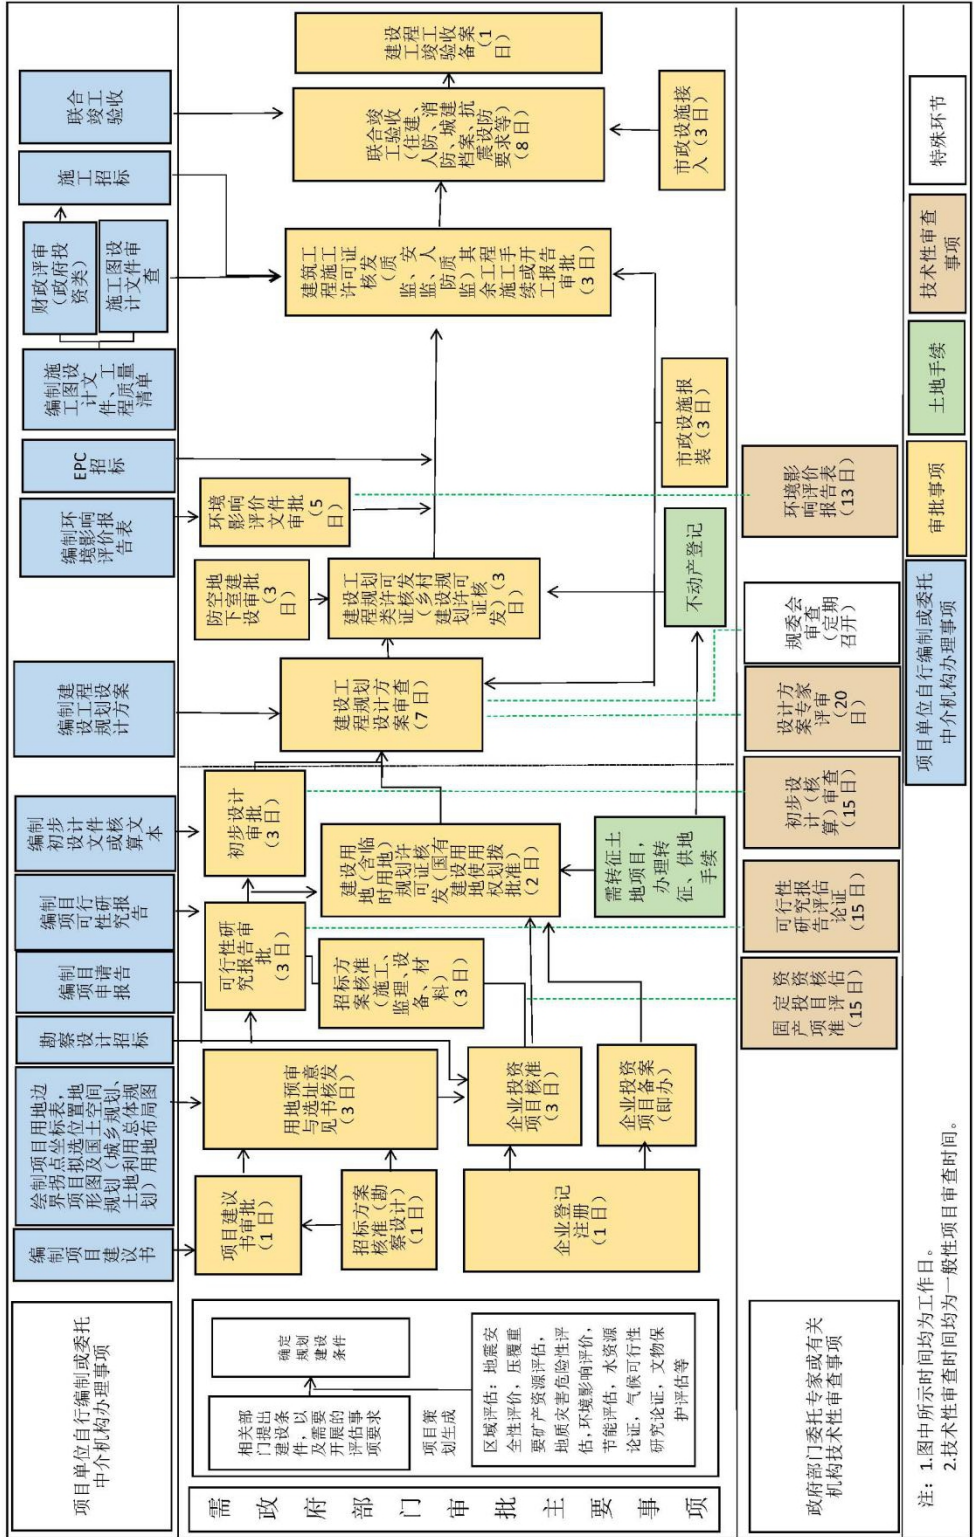 项目单位自行编制或委托
中介机构办理事项
编制项
目建议
书
绘制项目用地边
界拐点坐标表,
项目拟选位置地
形图及国土空间
规划(城乡规划、
土地利用总体规
划)用地布局图
勘察设计招标
编制项目
申请报告
编制项
目可行
性研究
报告
编制
初步
设计文件
或核算文
本
编制建
设工程
规划设
计方案
编制环
境影响
评价报
告表
EPC
招标
编制施
工图设
计文
件、工
程质量
清单
财政评审
(政府投
资类)
施工图设
计文件审
查
施工
招标
联合
竣工
验收
需政府部门审批主要事项
相关部
门提出
建设条
件,以
及需要
开展的
评估事
项要求
确定
规划
建设
条件
项目策
划生成
区域评估:地震安
全性评价,压覆重
要矿产资源评估,
地质灾害危险性评
估,环境影响评价,
节能评估,水资源
论证,气候可行性
研究论证,文物保
护评估等
项目建议
书审批
(1日)
招标方案
核准(勘
察设计)
(1日)
企业登记
注册
(1日)
用地预审
与选址意
见书核发
(3日)
企业投资
项目核准
(3日)
企业投资
项目备案
(即办)
可行性研
究报告审
批
(3日)
招标方
案核准
(施工、
监理、设
备、材
料)
(3日)
初步设计
审批
(3日)
建设用
地(含临
时用地)
规划许
可证核
发(国有
建设用
地使用
权划拨
批准)
(2日)
需转征土
地项目,
办理转
征、供地
手续
建设工
程规划
设计方
案审查
(7日)
防空地
下室建
设审批
(3
日)
建设工
程规划
类许可
证核发
(乡村
建设规
划许可
证核
发)(3
日)
不动产登记
环境
影响
评价
文件
审批
(5
日)
市政设施报
装(3日)
建筑工
程施工
许可证
核发
(质
监、安
监、人
防质
监)其
余工程
施工手
续或开
工报告
审批
(3日)
联合竣
工验收
(住建、
人防、消
防、城建
档案、抗
震设防
要求等)
(8日)
市政设施接
入(3日)
建设
工程
竣工
验收
备案
(1
日)
政府部门委托专家或有关
机构技术性审查事项
固定资
产投资
项目核
准评估
(15日)
可行性
研究报
告评估
论证
(15日)
初步设
计(核
算)审查
(15日)
设计方
案专家
评审
(20
日)
规委会
审查
(定期
召开)
环境影
响评价
报告表
(13日)
注:1.图中所示时间均为工作日。
2.技术性审查时间均为一般性项目审查时间。
项目单位自行编制或委托
中介机构办理事项
审批事项
土地手续
技术性审查
事项
特殊环节